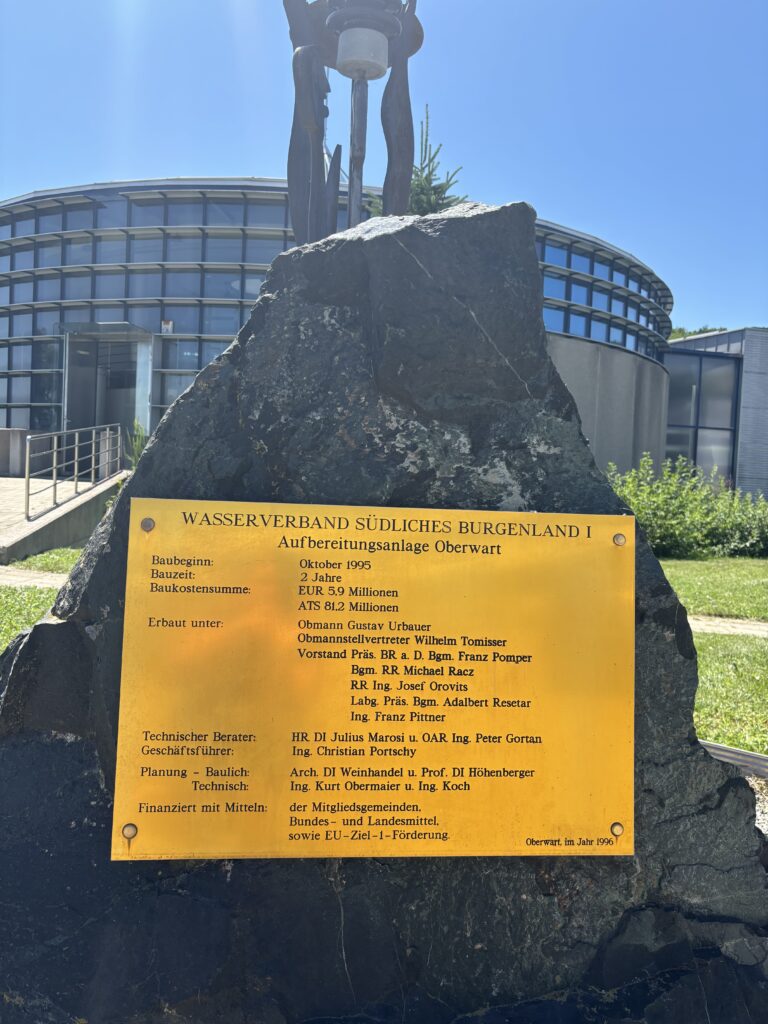 WASSERVERBAND SÜDLICHES BURGENLAND I
Aufbereitungsanlage Oberwart
Baubeginn: Oktober 1995
Bauzeit: 2 Jahre
Baukostensumme: EUR 5.9 Millionen
ATS 81.2 Millionen
Erbaut unter: Obmann Gustav Urbauer
Obmannstellvertreter Wilhelm Tomisser
Vorstand Präs. BR a. D. Bgm. Franz Pomper
Bgm. RR Michael Racz
RR Ing. Josef Orovits
Labg. Präs. Bgm. Adalbert Resetar
Ing. Franz Pittner
Technischer Berater: HR DI Julius Marosi u. OAR Ing. Peter Gortan
Geschäftsführer: Ing. Christian Portschy
Planung - Baulich: Arch. DI Weinhandel u. Prof. DI Höhenberger
Technisch: Ing. Kurt Obermaier u. Ing. Koch
Finanziert mit Mitteln: der Mitgliedsgemeinden,
Bundes- und Landesmittel,
sowie EU-Ziel-1-Förderung.
Oberwart, im Jahr 1996